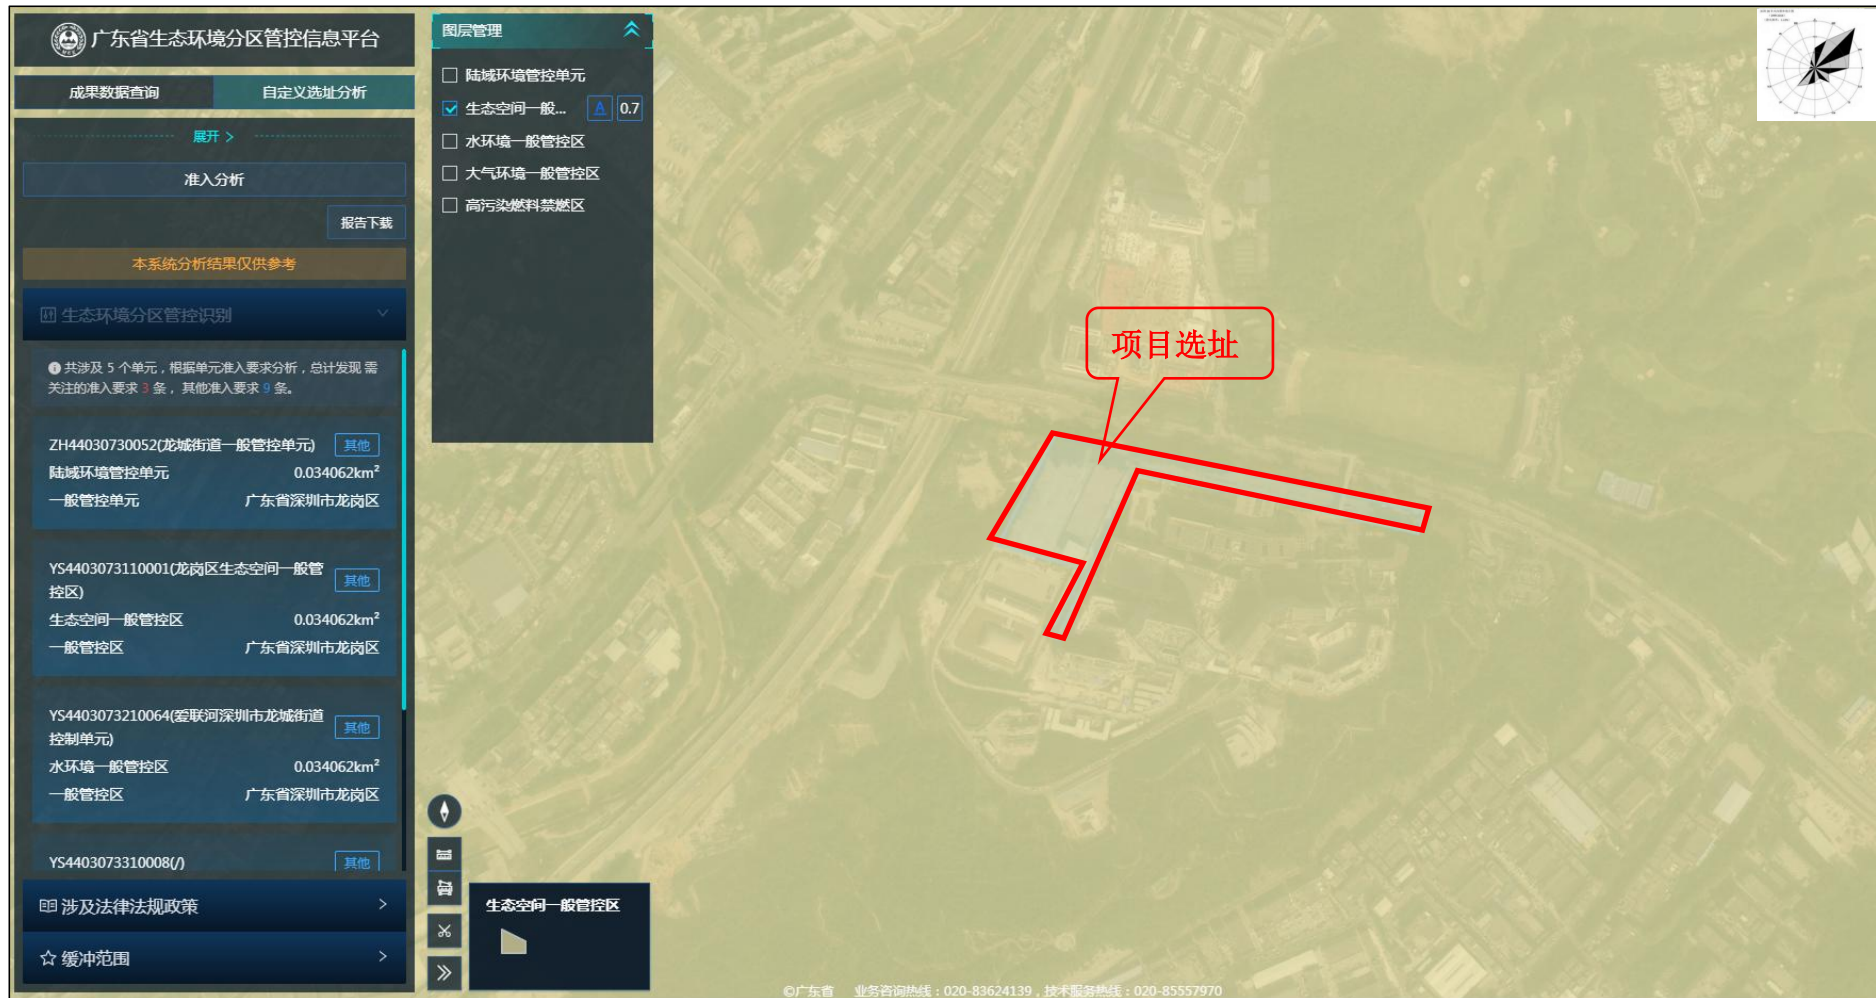 广东省生态环境分区管控信息平台
成果数据查询
自定义选址分析
展开 >
准入分析
报告下载
本系统分析结果仅供参考
生态环境分区管控识别
共涉及 5 个单元，根据单元准入要求分析，总计发现 需
关注的准入要求 3 条， 其他准入要求 9 条。
ZH44030730052(龙城街道一般管控单元) 其他
陆域环境管控单元 0.034062km²
一般管控单元 广东省深圳市龙岗区
YS4403073110001(龙岗区生态空间一般管
控区) 其他
生态空间一般管控区 0.034062km²
一般管控区 广东省深圳市龙岗区
YS4403073210064(爱联河深圳市龙城街道
控制单元) 其他
水环境一般管控区 0.034062km²
一般管控区 广东省深圳市龙岗区
YS4403073310008(/) 其他
涉及法律法规政策 >
缓冲范围 >
图层管理
陆域环境管控单元
生态空间一般... A 0.7
水环境一般管控区
大气环境一般管控区
高污染燃料禁燃区
项目选址
生态空间一般管控区
©广东省 业务咨询热线：020-83624139，技术服务热线：020-85557970